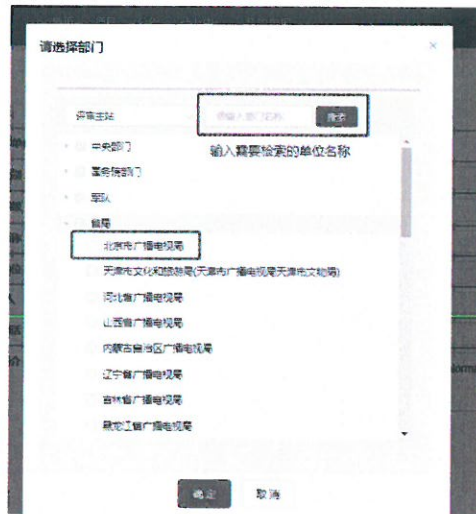 请选择部门
×
评审主站
请输入部门名称 搜索
中央部门
输入需要检索的单位名称
国务院部门
军队
省局
北京市广播电视局
天津市文化和旅游局(天津市广播电视局天津市文物局)
河北省广播电视局
山西省广播电视局
内蒙古自治区广播电视局
辽宁省广播电视局
吉林省广播电视局
黑龙江省广播电视局
确定 取消